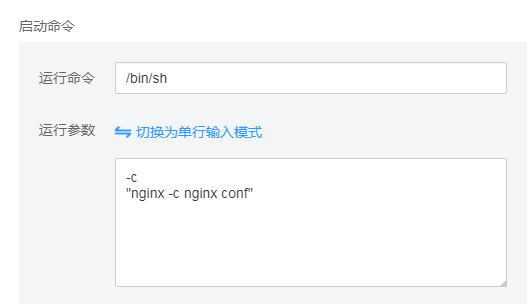 启动命令
运行命令 /bin/sh
运行参数 切换为单行输入模式
-c
"nginx -c nginx conf"